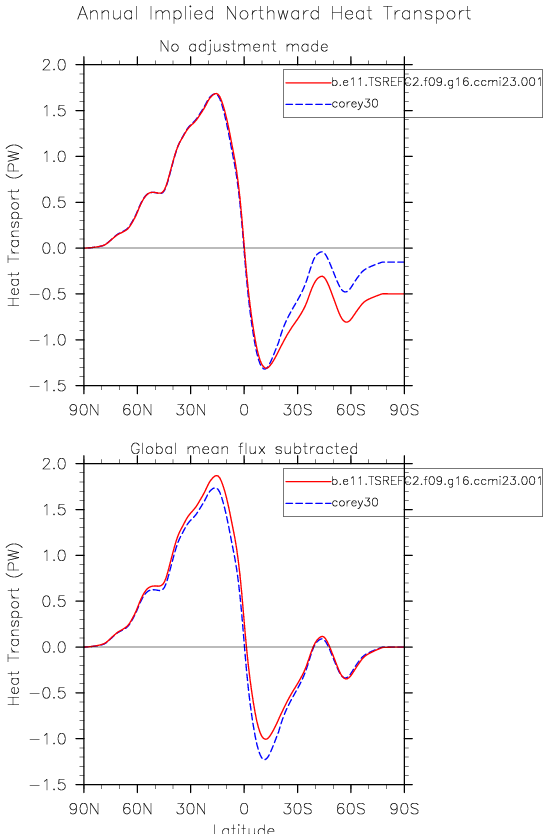 Annual Implied Northward Heat Transport
No adjustment made
b.e11.TSREFC2.f09.g16.ccmi23.001
corey30
2.0
1.5
1.0
0.5
0.0
−0.5
−1.0
−1.5
Heat Transport (PW)
90N 60N 30N 0 30S 60S 90S
Global mean flux subtracted
b.e11.TSREFC2.f09.g16.ccmi23.001
corey30
2.0
1.5
1.0
0.5
0.0
−0.5
−1.0
−1.5
Heat Transport (PW)
90N 60N 30N 0 30S 60S 90S
Latitude